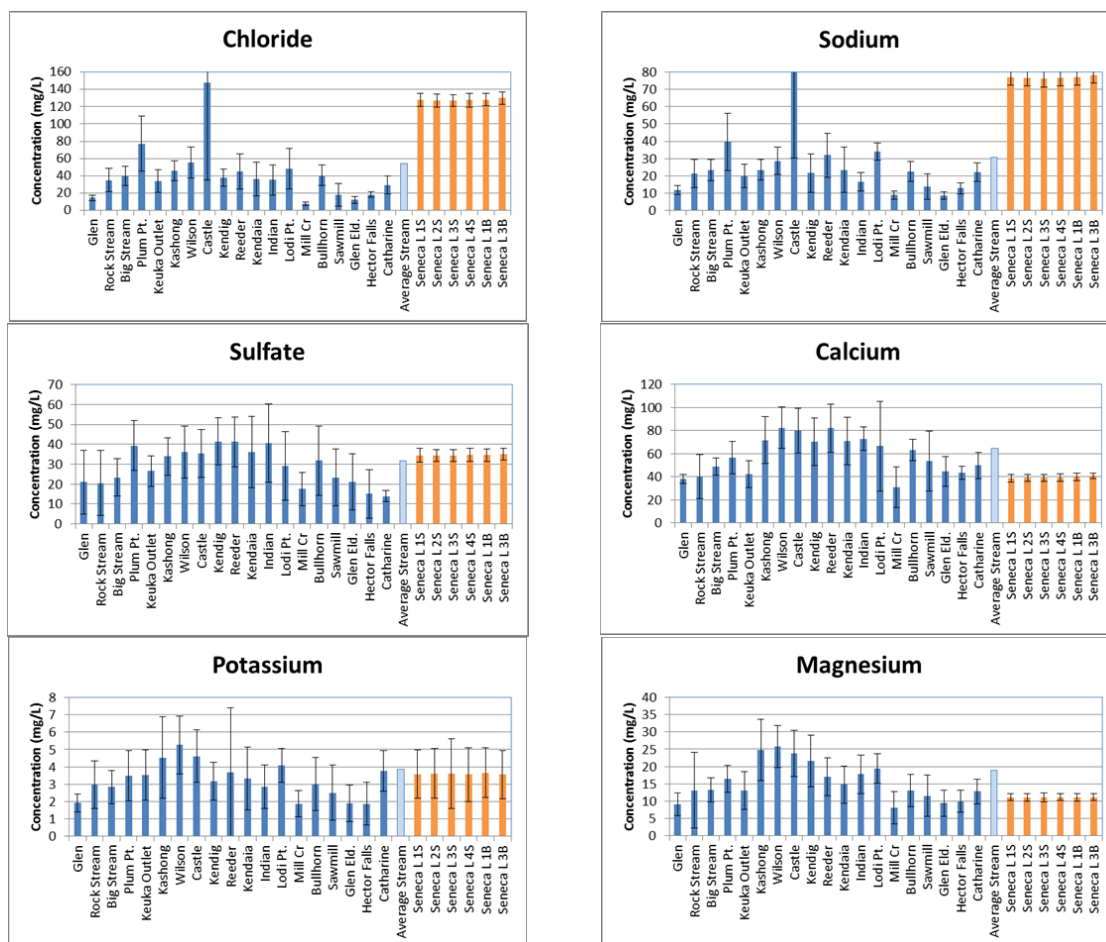 Chloride
Concentration (mg/L)
160
140
120
100
80
60
40
20
0
Glen
Rock Stream
Big Stream
Plum Pt.
Keuka Outlet
Kashong
Wilson
Castle
Kendig
Reeder
Kendaia
Indian
Lodi Pt.
Mill Cr
Bullhorn
Sawmill
Glen Eld.
Hector Falls
Catharine
Average Stream
Seneca L 1S
Seneca L 2S
Seneca L 3S
Seneca L 4S
Seneca L 1B
Seneca L 3B
Sodium
Concentration (mg/L)
80
70
60
50
40
30
20
10
0
Glen
Rock Stream
Big Stream
Plum Pt.
Keuka Outlet
Kashong
Wilson
Castle
Kendig
Reeder
Kendaia
Indian
Lodi Pt.
Mill Cr
Bullhorn
Sawmill
Glen Eld.
Hector Falls
Catharine
Average Stream
Seneca L 1S
Seneca L 2S
Seneca L 3S
Seneca L 4S
Seneca L 1B
Seneca L 3B
Sulfate
Concentration (mg/L)
70
60
50
40
30
20
10
0
Glen
Rock Stream
Big Stream
Plum Pt.
Keuka Outlet
Kashong
Wilson
Castle
Kendig
Reeder
Kendaia
Indian
Lodi Pt.
Mill Cr
Bullhorn
Sawmill
Glen Eld.
Hector Falls
Catharine
Average Stream
Seneca L 1S
Seneca L 2S
Seneca L 3S
Seneca L 4S
Seneca L 1B
Seneca L 3B
Calcium
Concentration (mg/L)
120
100
80
60
40
20
0
Glen
Rock Stream
Big Stream
Plum Pt.
Keuka Outlet
Kashong
Wilson
Castle
Kendig
Reeder
Kendaia
Indian
Lodi Pt.
Mill Cr
Bullhorn
Sawmill
Glen Eld.
Hector Falls
Catharine
Average Stream
Seneca L 1S
Seneca L 2S
Seneca L 3S
Seneca L 4S
Seneca L 1B
Seneca L 3B
Potassium
Concentration (mg/L)
8
7
6
5
4
3
2
1
0
Glen
Rock Stream
Big Stream
Plum Pt.
Keuka Outlet
Kashong
Wilson
Castle
Kendig
Reeder
Kendaia
Indian
Lodi Pt.
Mill Cr
Bullhorn
Sawmill
Glen Eld.
Hector Falls
Catharine
Average Stream
Seneca L 1S
Seneca L 2S
Seneca L 3S
Seneca L 4S
Seneca L 1B
Seneca L 3B
Magnesium
Concentration (mg/L)
40
35
30
25
20
15
10
5
0
Glen
Rock Stream
Big Stream
Plum Pt.
Keuka Outlet
Kashong
Wilson
Castle
Kendig
Reeder
Kendaia
Indian
Lodi Pt.
Mill Cr
Bullhorn
Sawmill
Glen Eld.
Hector Falls
Catharine
Average Stream
Seneca L 1S
Seneca L 2S
Seneca L 3S
Seneca L 4S
Seneca L 1B
Seneca L 3B